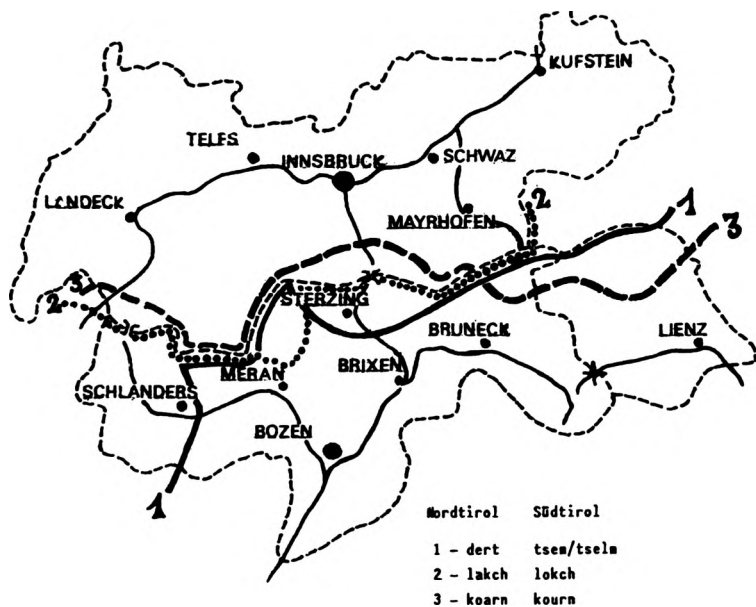 KUFSTEIN
TELFS
INNSBRUCK
SCHWAZ
LANDECK
MAYRHOFEN
2
1
3
3
2
STERZING
BRUNECK
LIENZ
MERAN
BRIXEN
SCHLANDERS
BOZEN
1
Nordtirol Südtirol
1 - dert tsem/tselm
2 - lakch lokch
3 - koarn kourn